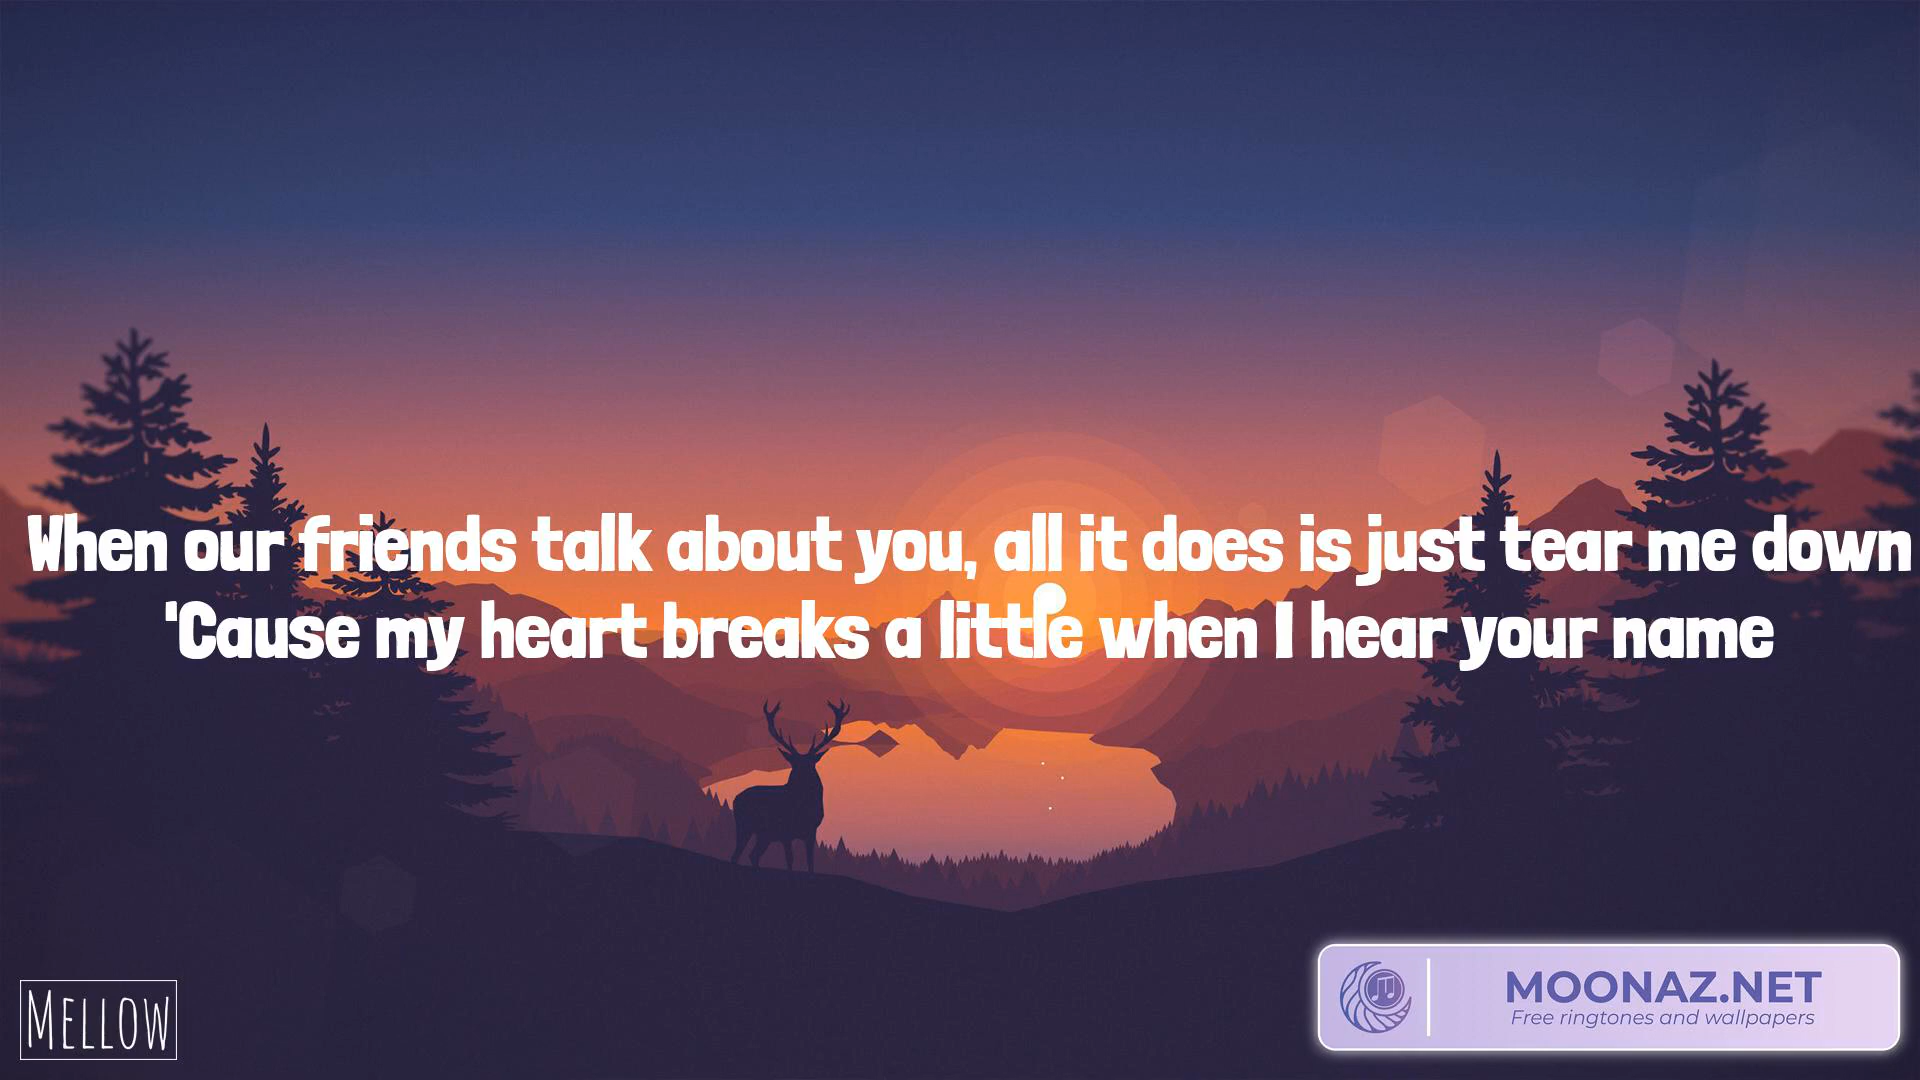 When our friends talk about you, all it does is just tear me down
'Cause my heart breaks a little when I hear your name
MELLOW
MOONAZ.NET
Free ringtones and wallpapers